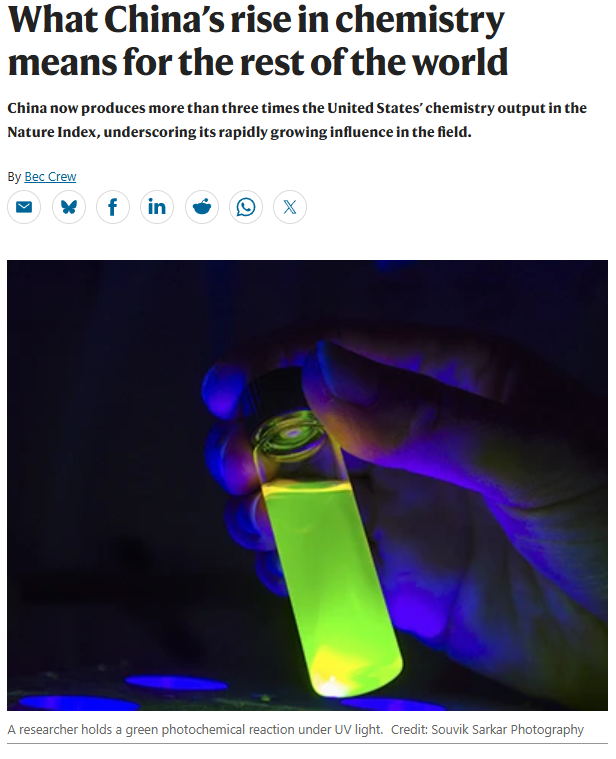 What China’s rise in chemistry
means for the rest of the world
China now produces more than three times the United States’ chemistry output in the
Nature Index, underscoring its rapidly growing influence in the field.
By Bec Crew
A researcher holds a green photochemical reaction under UV light. Credit: Souvik Sarkar Photography